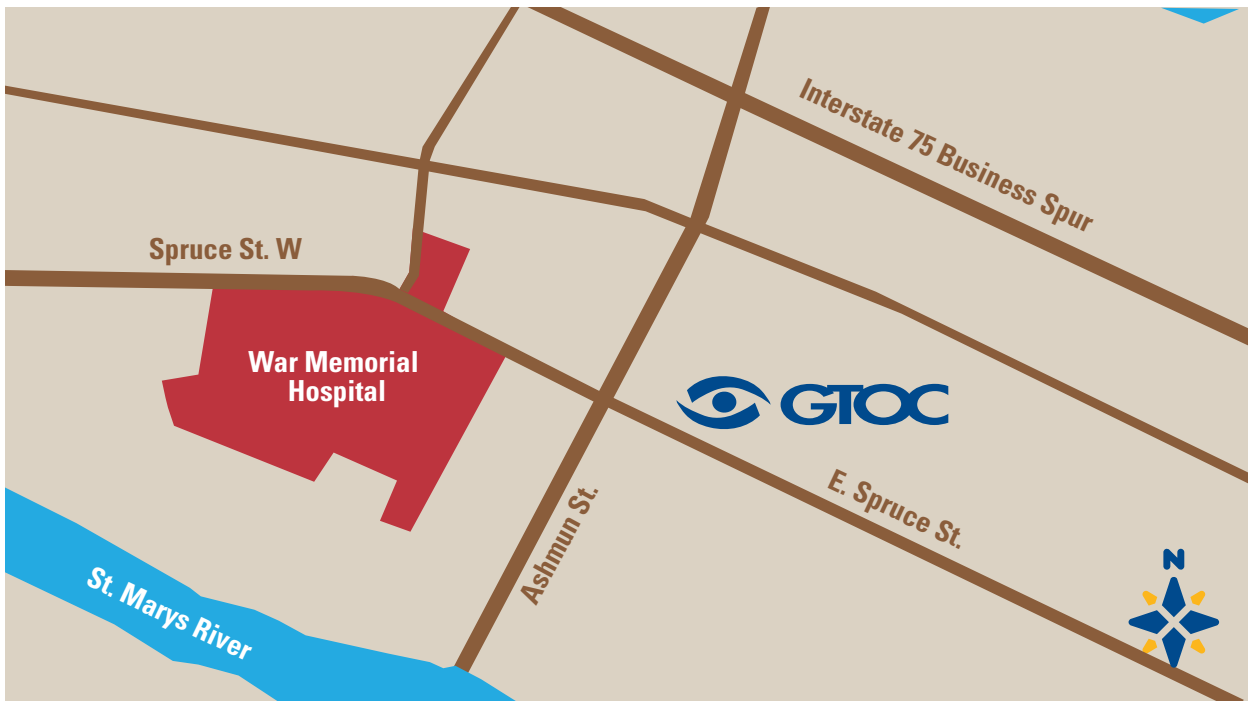 Interstate 75 Business Spur
Spruce St. W
War Memorial
Hospital
GTOC
E. Spruce St.
Ashmun St.
N
St. Marys River